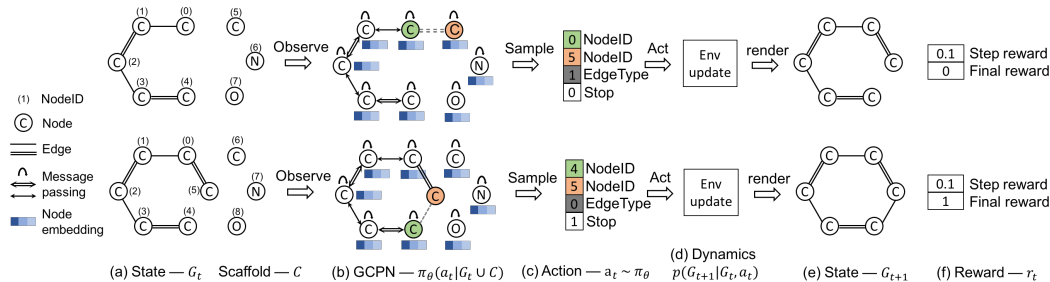 (1) (0) (5)
C C C
(6)
C (2) N
(3) (4) (7)
C C O
Observe
C C C
C N
C C O
Sample
0 NodeID
5 NodeID
1 EdgeType
0 Stop
Act
Env
update
render
C C
C C
C C
0.1 Step reward
0 Final reward
(1) NodeID
C Node
Edge
Message
passing
Node
embedding
(1) (0) (6)
C C C
(7)
C (2) (5) C N
(3) (4) (8)
C C O
Observe
C C C
C C N
C C O
Sample
4 NodeID
5 NodeID
0 EdgeType
1 Stop
Act
Env
update
render
C C
C C
C C
0.1 Step reward
1 Final reward
(a) State — G_t Scaffold — C
(b) GCPN — π_θ(a_t|G_t ∪ C)
(c) Action — a_t ~ π_θ
(d) Dynamics
p(G_{t+1}|G_t, a_t)
(e) State — G_{t+1}
(f) Reward — r_t